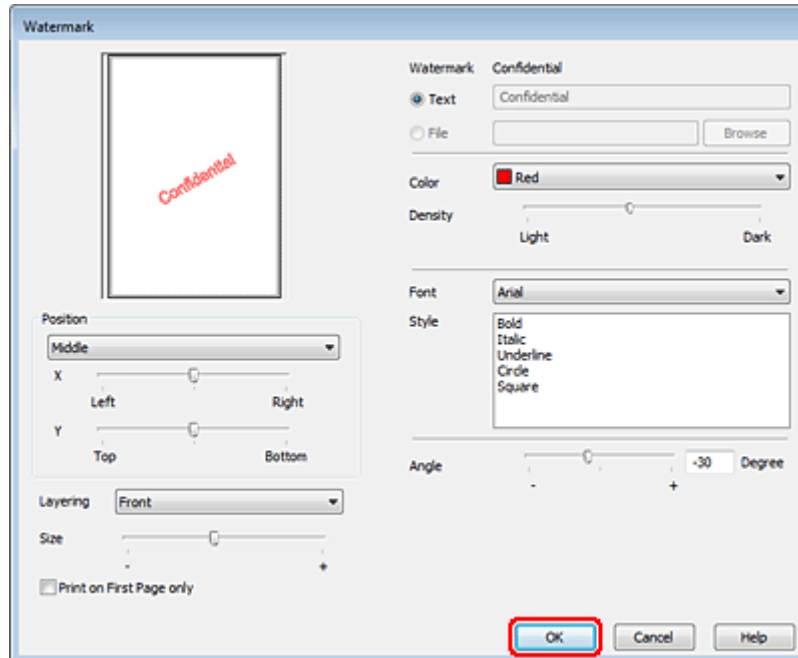 Watermark
Confidential
Position
Middle
X
Left Right
Y
Top Bottom
Layering Front
Size
- +
Print on First Page only
Watermark Confidential
Text Confidential
File Browse
Color Red
Density
Light Dark
Font Arial
Style
Bold
Italic
Underline
Circle
Square
Angle -30 Degree
- +
OK Cancel Help